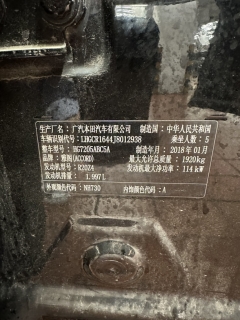 生产厂名：广汽本田汽车有限公司 制造国：中华人民共和国
车辆识别代号：LHGCR1644J8012938 乘坐人数：5
整车型号：HG7205ABC5A 制造年月：2018年01月
品牌：雅阁(ACCORD) 最大允许总质量：1920kg
发动机型号：R20Z4 发动机最大净功率：114kW
发动机排量：1.997L
外观颜色代码：NH730 内饰颜色代码：A